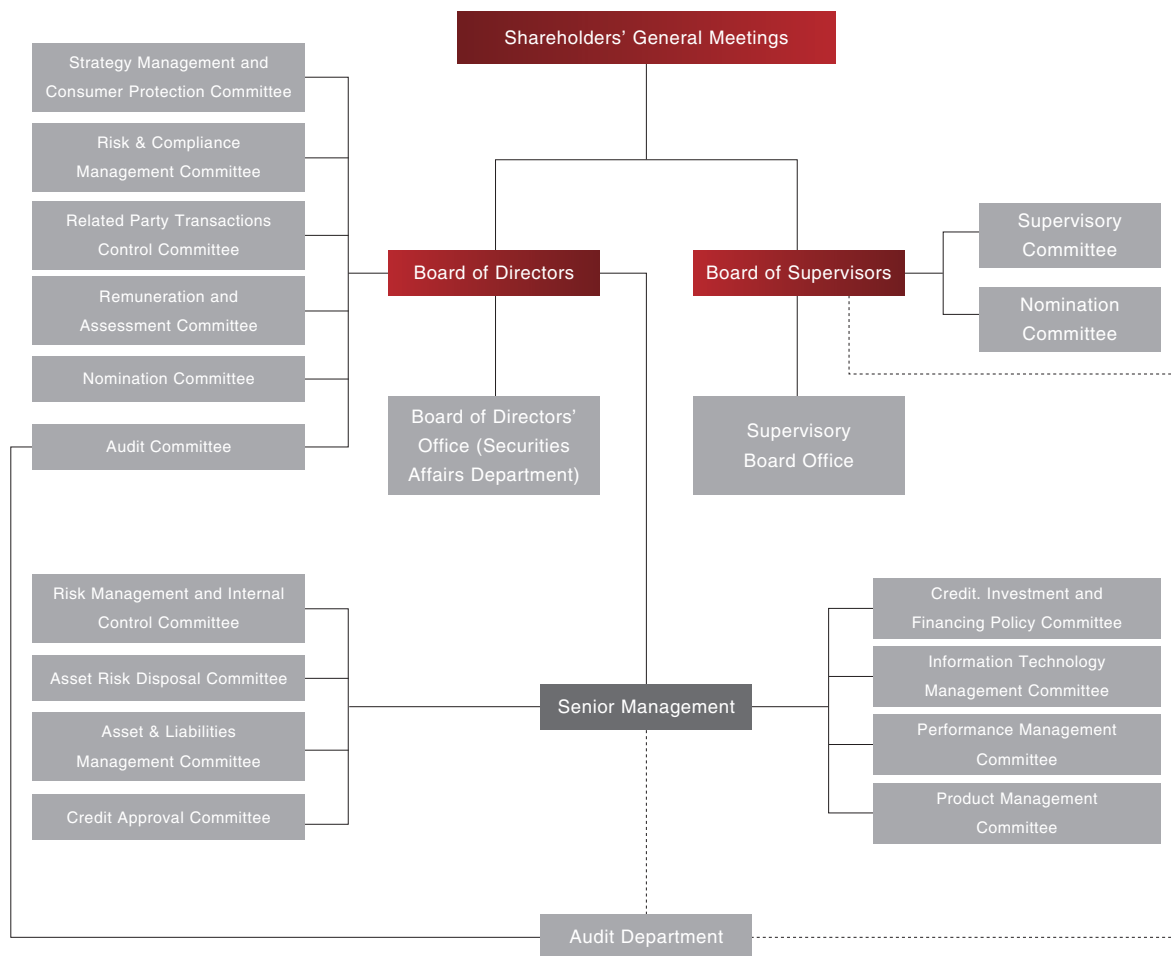 Shareholders' General Meetings
Strategy Management and
Consumer Protection Committee
Risk & Compliance
Management Committee
Related Party Transactions
Control Committee
Remuneration and
Assessment Committee
Nomination Committee
Audit Committee
Board of Directors
Board of Supervisors
Supervisory
Committee
Nomination
Committee
Board of Directors'
Office (Securities
Affairs Department)
Supervisory
Board Office
Risk Management and Internal
Control Committee
Asset Risk Disposal Committee
Asset & Liabilities
Management Committee
Credit Approval Committee
Senior Management
Credit. Investment and
Financing Policy Committee
Information Technology
Management Committee
Performance Management
Committee
Product Management
Committee
Audit Department